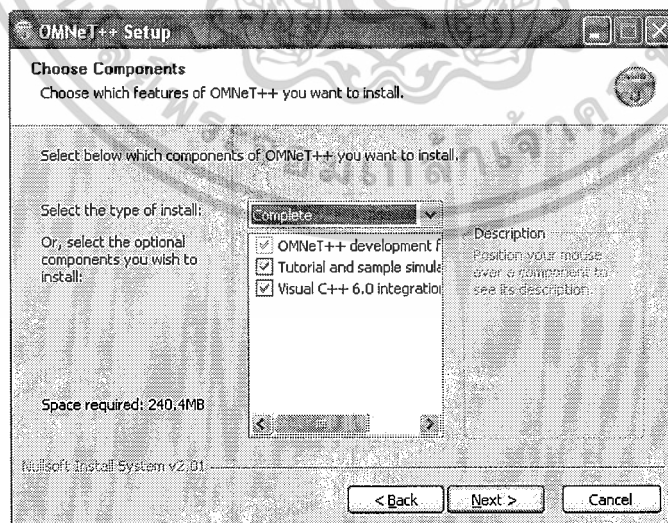 OMNeT++ Setup
Choose Components
Choose which features of OMNeT++ you want to install.
Select below which components of OMNeT++ you want to install.
Select the type of install:
Complete
Or, select the optional
components you wish to
install:
OMNeT++ development f
Tutorial and sample simula
Visual C++ 6.0 integration
Description
Position your mouse
over a component to
see its description.
Space required: 240.4MB
Nullsoft Install System v2.01
< Back
Next >
Cancel